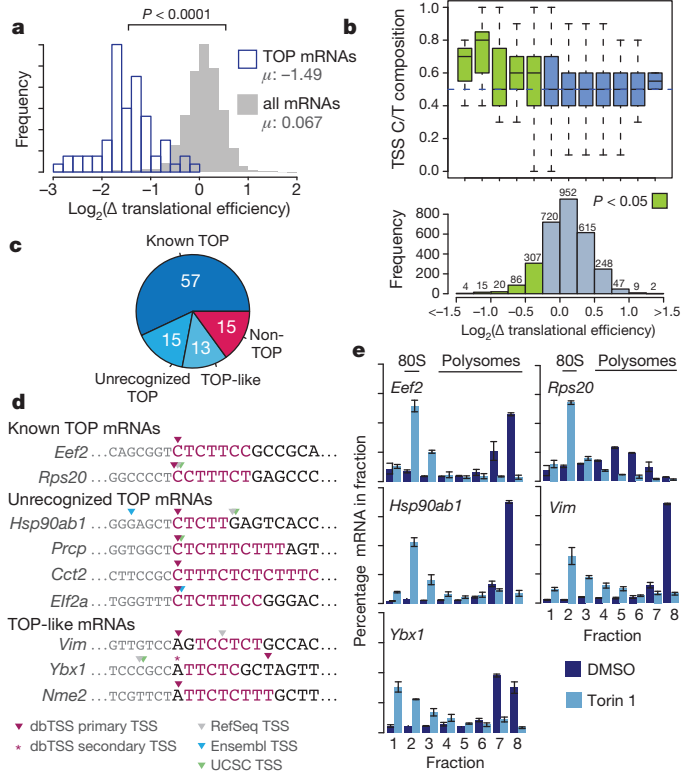 a
P < 0.0001
TOP mRNAs
μ: –1.49
all mRNAs
μ: 0.067
Frequency
–3 –2 –1 0 1 2
Log2(Δ translational efficiency)
b
TSS C/T composition
1.0
0.8
0.6
0.4
0.2
0.0
P < 0.05
Frequency
800
600
400
200
0
4 15 20 86 307 720 952 615 248 47 9 2
<–1.5 –1.0 –0.5 0.0 0.5 1.0 >1.5
Log2(Δ translational efficiency)
c
Known TOP
57
15
Non-TOP
13
TOP-like
15
Unrecognized TOP
d
Known TOP mRNAs
Eef2 ...CAGCGGTCTCTTCCGCCGCA...
Rps20 ...GGCCCCTCCTTTCTGAGCCC...
Unrecognized TOP mRNAs
Hsp90ab1 ...GGGAGCTCTCTTGAGTCACC...
Prcp ...GGTGGCTCTCTTTCTTTAGT...
Cct2 ...CTTCCGCCTTTCTCTCTTTC...
EIf2a ...TGGGTTTCTCTTCCGGGAC...
TOP-like mRNAs
Vim ...GTTGTCCAGTCCTCTGCCAC...
Ybx1 ...TCCCGCCATTCTCGCTAGTT...
Nme2 ...TCGTTCTATTCTCTTTGCTT...
dbTSS primary TSS
* dbTSS secondary TSS
RefSeq TSS
Ensembl TSS
UCSC TSS
e
80S Polysomes
80S Polysomes
Eef2
Rps20
Hsp90ab1
Vim
Ybx1
Percentage mRNA in fraction
1 2 3 4 5 6 7 8
Fraction
1 2 3 4 5 6 7 8
Fraction
DMSO
Torin 1